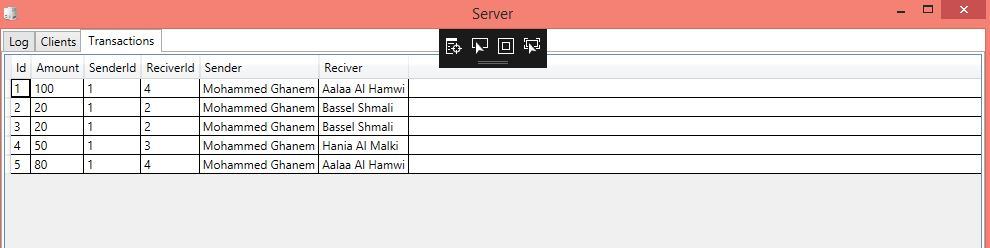 Server
Log Clients Transactions
Id Amount SenderId ReciverId Sender Reciver
1 100 1 4 Mohammed Ghanem Aalaa Al Hamwi
2 20 1 2 Mohammed Ghanem Bassel Shmali
3 20 1 2 Mohammed Ghanem Bassel Shmali
4 50 1 3 Mohammed Ghanem Hania Al Malki
5 80 1 4 Mohammed Ghanem Aalaa Al Hamwi